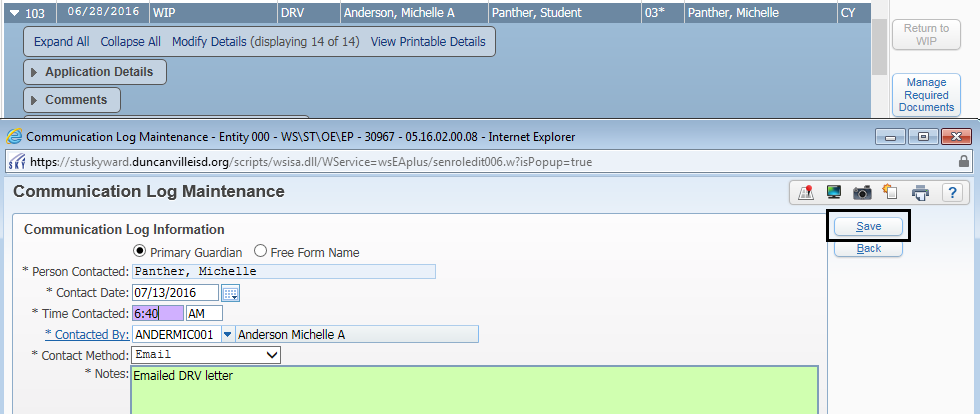 103 06/28/2016 WIP DRV Anderson, Michelle A Panther, Student 03* Panther, Michelle CY
Expand All Collapse All Modify Details (displaying 14 of 14) View Printable Details
Application Details
Comments
Return to
WIP
Manage
Required
Documents
Communication Log Maintenance - Entity 000 - WS\ST\OE\EP - 30967 - 05.16.02.00.08 - Internet Explorer
SKY https://stuskyward.duncanvilleisd.org/scripts/wsisa.dll/WService=wsEAplus/senroledit006.w?isPopup=true
Communication Log Maintenance
?
Communication Log Information
Primary Guardian Free Form Name
* Person Contacted: Panther, Michelle
* Contact Date: 07/13/2016
* Time Contacted: 6:40 AM
* Contacted By: ANDERMIC001 Anderson Michelle A
* Contact Method: Email
* Notes: Emailed DRV letter
Save
Back